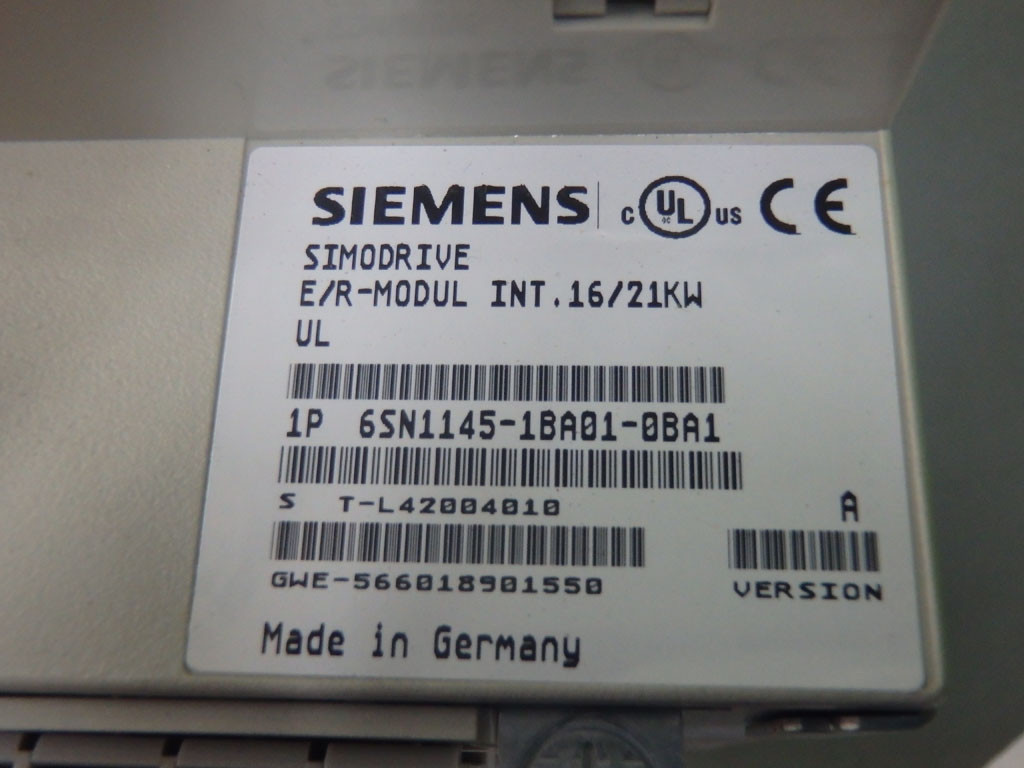 SIEMENS c UL US CE
SIMODRIVE
E/R-MODUL INT.16/21KW
UL
1P 6SN1145-1BA01-0BA1
S T-L42004010
A
GWE-566018901550
VERSION
Made in Germany